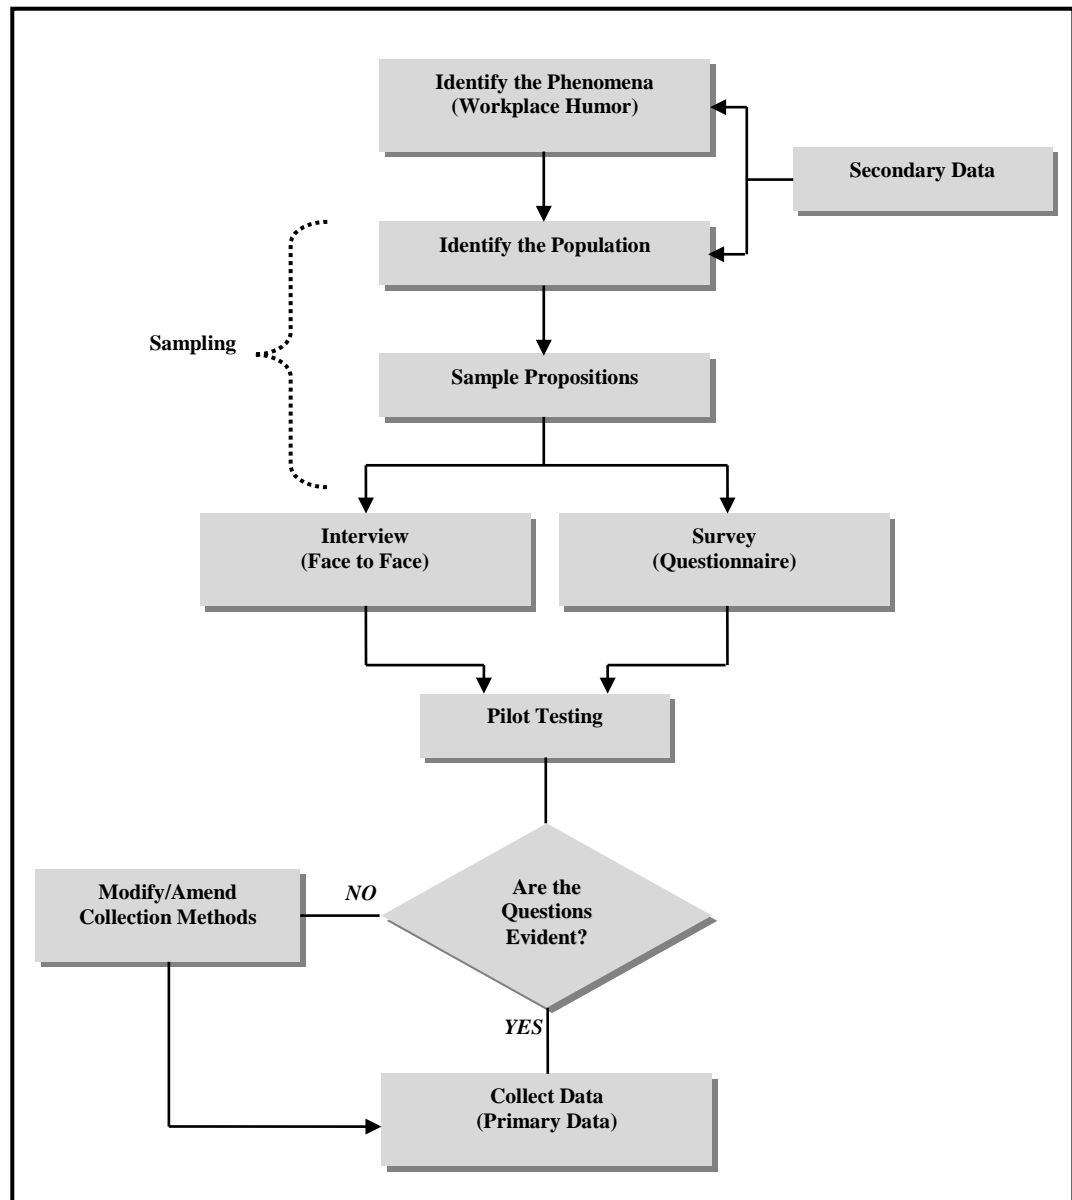 Identify the Phenomena
(Workplace Humor)
Secondary Data
Identify the Population
Sampling
Sample Propositions
Interview
(Face to Face)
Survey
(Questionnaire)
Pilot Testing
Are the
Questions
Evident?
NO
Modify/Amend
Collection Methods
YES
Collect Data
(Primary Data)